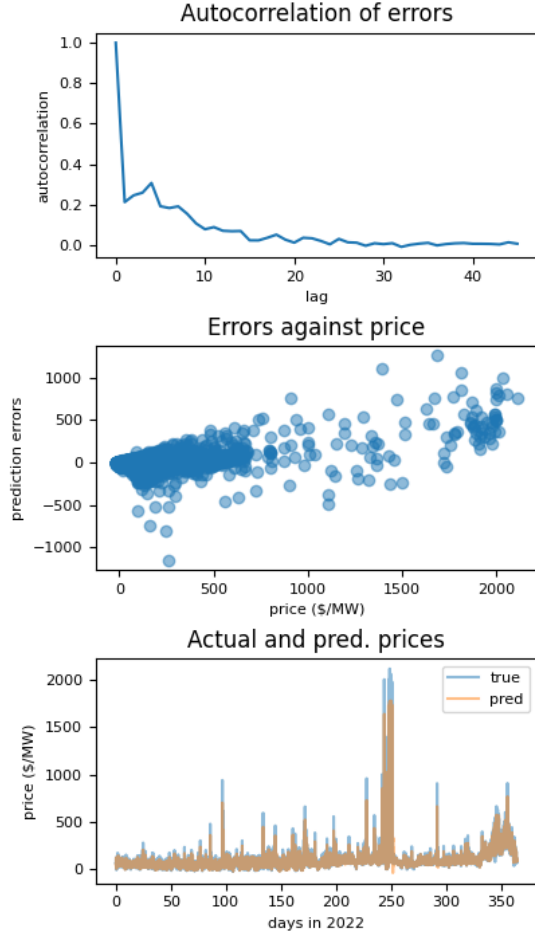 Autocorrelation of errors
1.0
0.8
0.6
0.4
0.2
0.0
autocorrelation
0 10 20 30 40
lag
Errors against price
1000
500
0
−500
−1000
prediction errors
0 500 1000 1500 2000
price ($/MW)
Actual and pred. prices
2000
1500
1000
500
0
price ($/MW)
true
pred
0 50 100 150 200 250 300 350
days in 2022